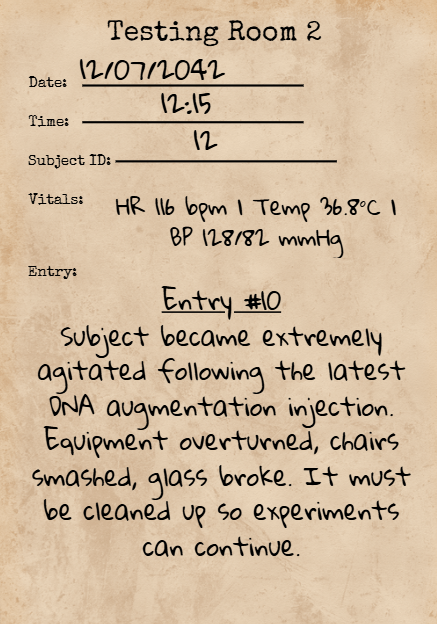 Testing Room 2
Date: 12/07/2042
Time: 12:15
Subject ID: 12
Vitals: HR 116 bpm | Temp 36.8°C |
BP 128/82 mmHg
Entry:
Entry #10
Subject became extremely
agitated following the latest
DNA augmentation injection.
Equipment overturned, chairs
smashed, glass broke. It must
be cleaned up so experiments
can continue.